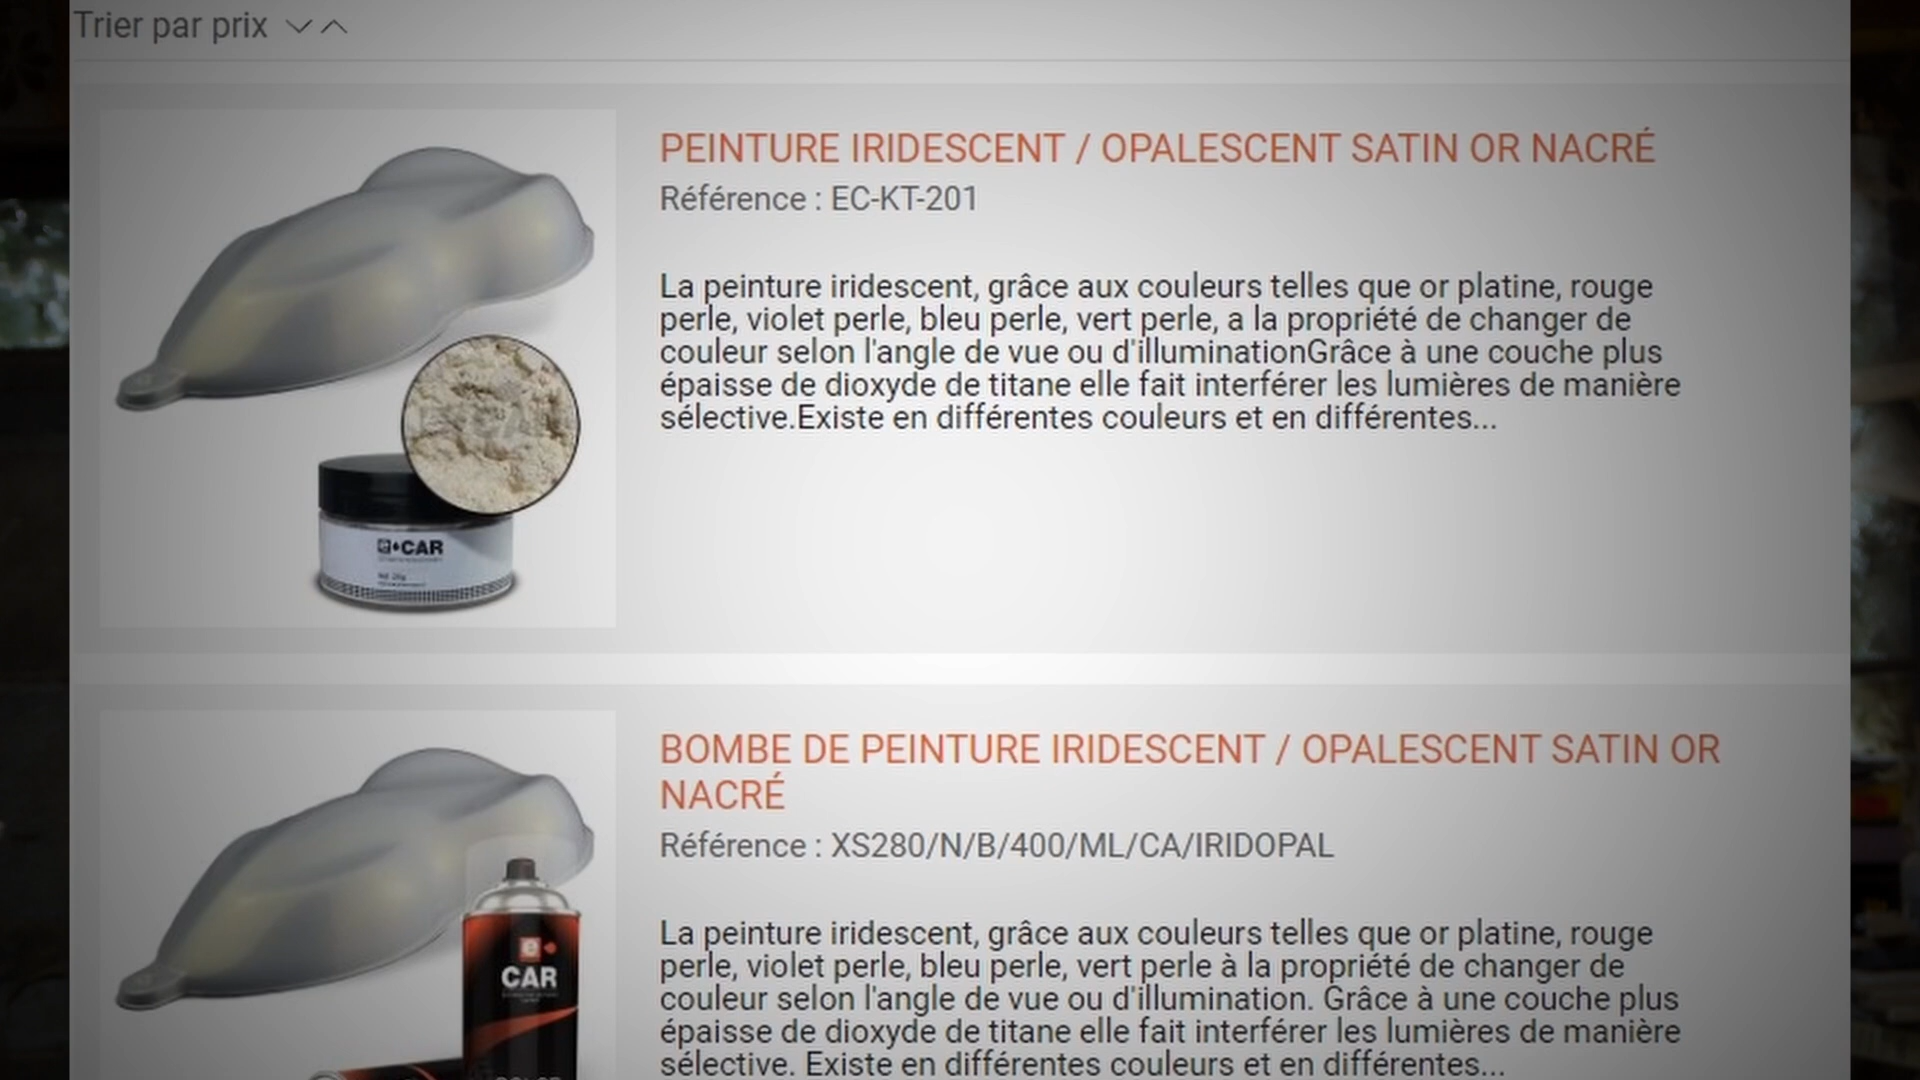 Trier par prix
PEINTURE IRIDESCENT / OPALESCENT SATIN OR NACRÉ
Référence : EC-KT-201
La peinture iridescent, grâce aux couleurs telles que or platine, rouge
perle, violet perle, bleu perle, vert perle, a la propriété de changer de
couleur selon l'angle de vue ou d'illuminationGrâce à une couche plus
épaisse de dioxyde de titane elle fait interférer les lumières de manière
sélective.Existe en différentes couleurs et en différentes...
e CAR
BOMBE DE PEINTURE IRIDESCENT / OPALESCENT SATIN OR
NACRÉ
Référence : XS280/N/B/400/ML/CA/IRIDOPAL
La peinture iridescent, grâce aux couleurs telles que or platine, rouge
perle, violet perle, bleu perle, vert perle à la propriété de changer de
couleur selon l'angle de vue ou d'illumination. Grâce à une couche plus
épaisse de dioxyde de titane elle fait interférer les lumières de manière
sélective. Existe en différentes couleurs et en différentes...
e
CAR